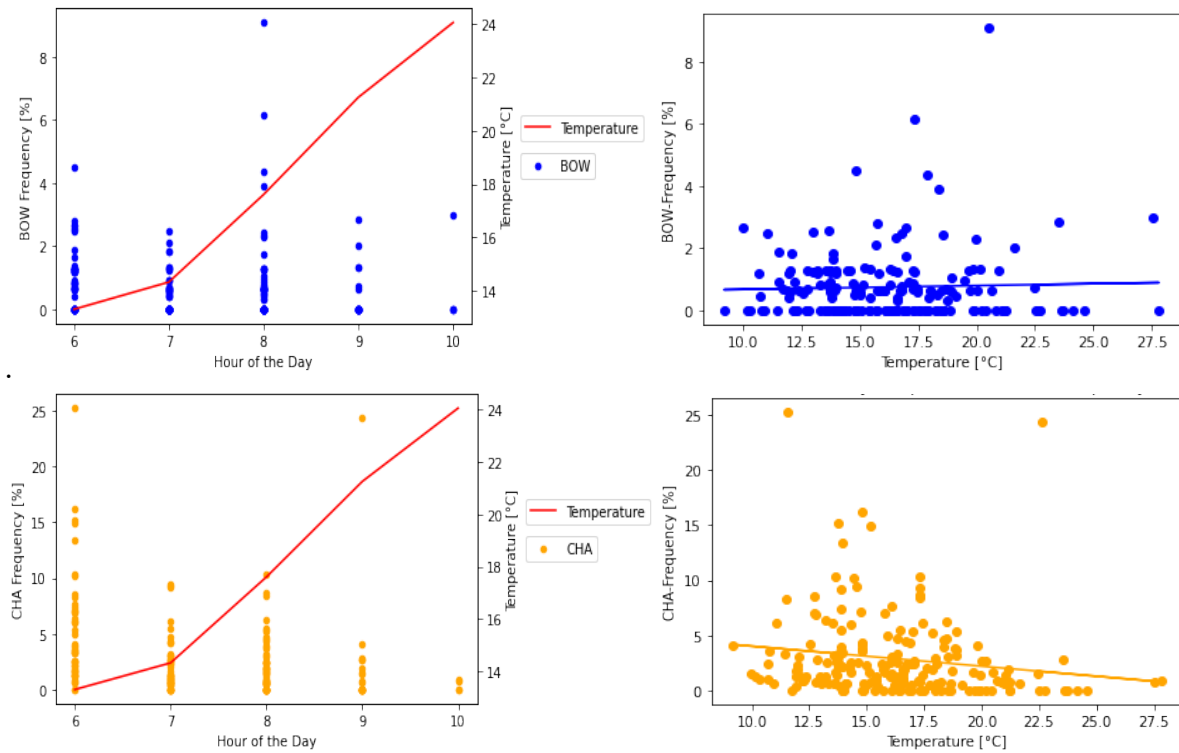 8
6
4
2
0
BOW Frequency [%]
24
22
20
18
16
14
Temperature [°C]
6 7 8 9 10
Hour of the Day
Temperature
BOW
8
6
4
2
0
BOW-Frequency [%]
10.0 12.5 15.0 17.5 20.0 22.5 25.0 27.5
Temperature [°C]
.
25
20
15
10
5
0
CHA Frequency [%]
24
22
20
18
16
14
Temperature [°C]
6 7 8 9 10
Hour of the Day
Temperature
CHA
25
20
15
10
5
0
CHA-Frequency [%]
10.0 12.5 15.0 17.5 20.0 22.5 25.0 27.5
Temperature [°C]